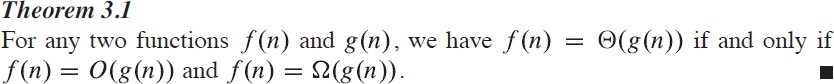 Theorem 3.1
For any two functions f(n) and g(n), we have f(n) = Θ(g(n)) if and only if
f(n) = O(g(n)) and f(n) = Ω(g(n)). ■